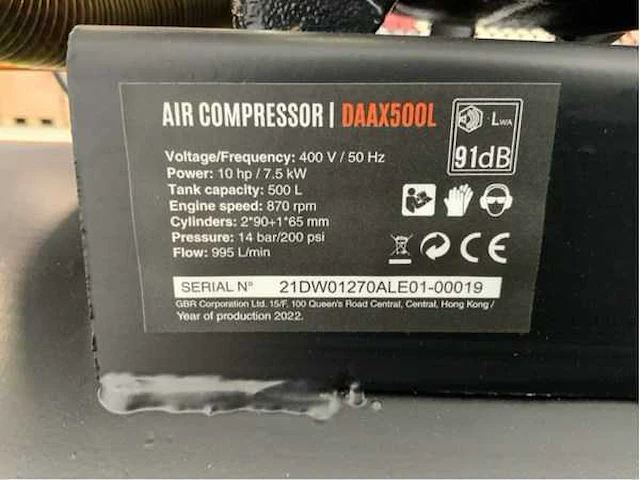 AIR COMPRESSOR | DAAX500L
LWA
91dB
Voltage/Frequency: 400 V / 50 Hz
Power: 10 hp / 7.5 kW
Tank capacity: 500 L
Engine speed: 870 rpm
Cylinders: 2*90+1*65 mm
Pressure: 14 bar/200 psi
Flow: 995 L/min
CE
SERIAL N° 21DW01270ALE01-00019
GBR Corporation Ltd. 15/F, 100 Queen's Road Central, Central, Hong Kong /
Year of production 2022.